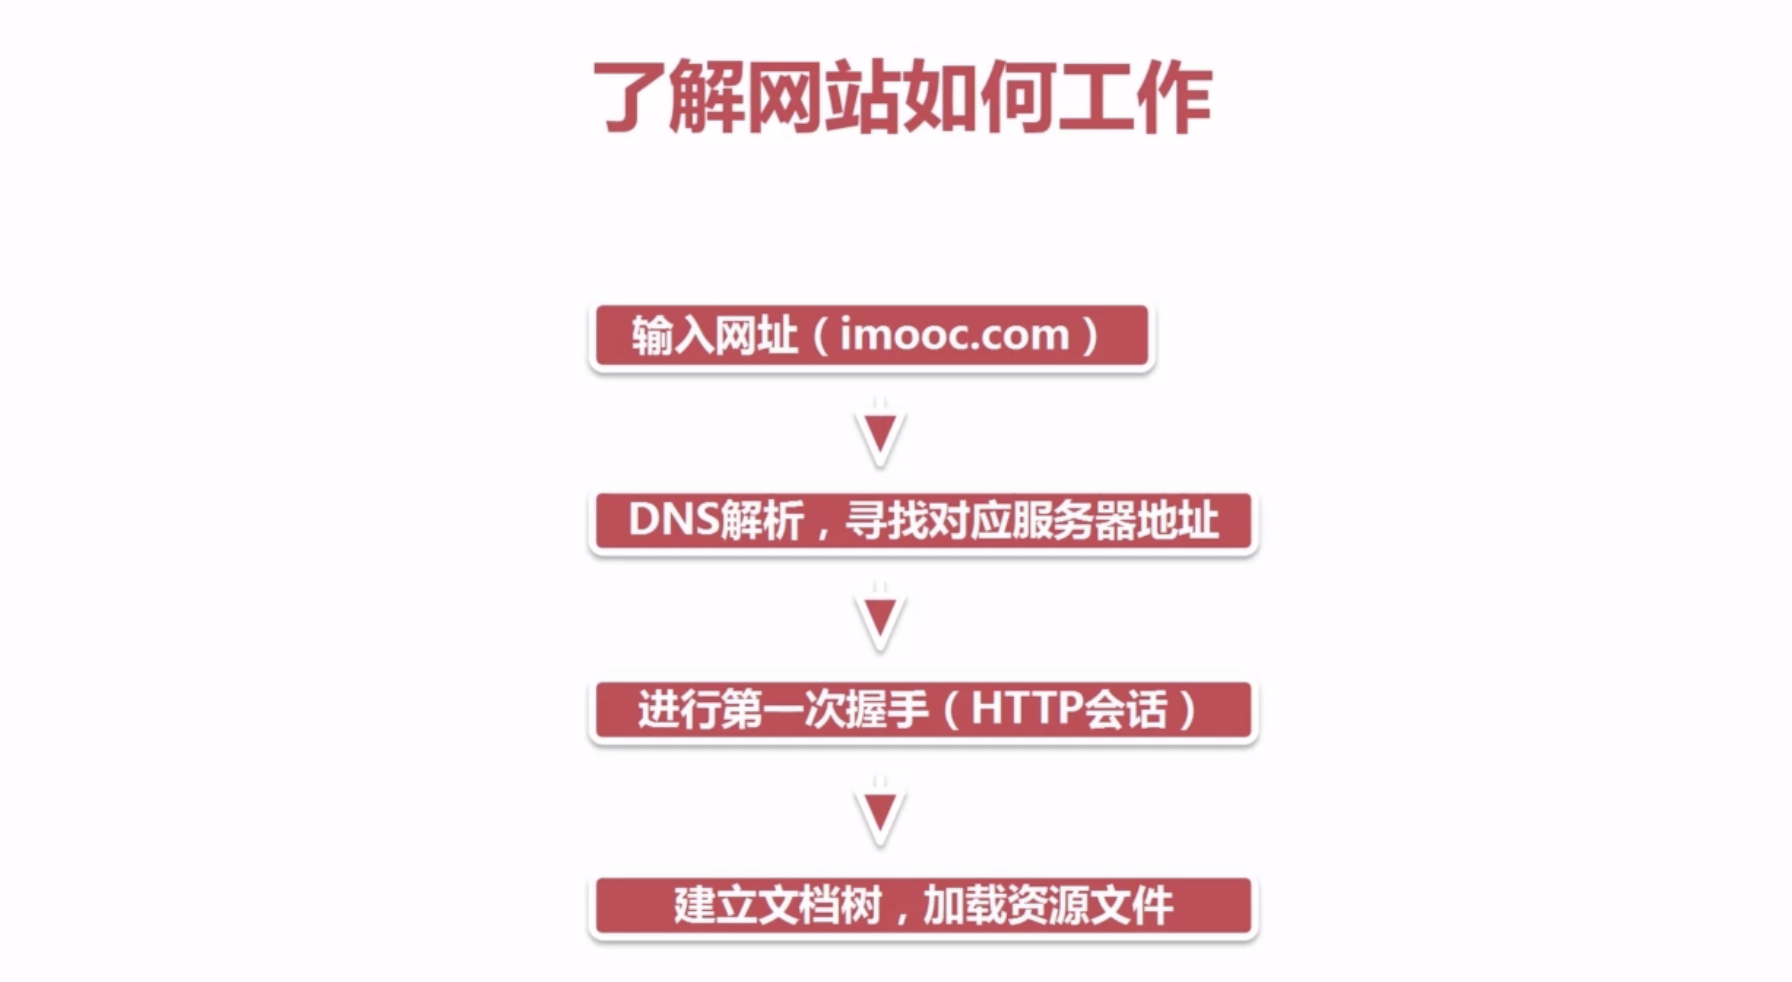 了解网站如何工作
输入网址（imooc.com）
DNS解析，寻找对应服务器地址
进行第一次握手（HTTP会话）
建立文档树，加载资源文件